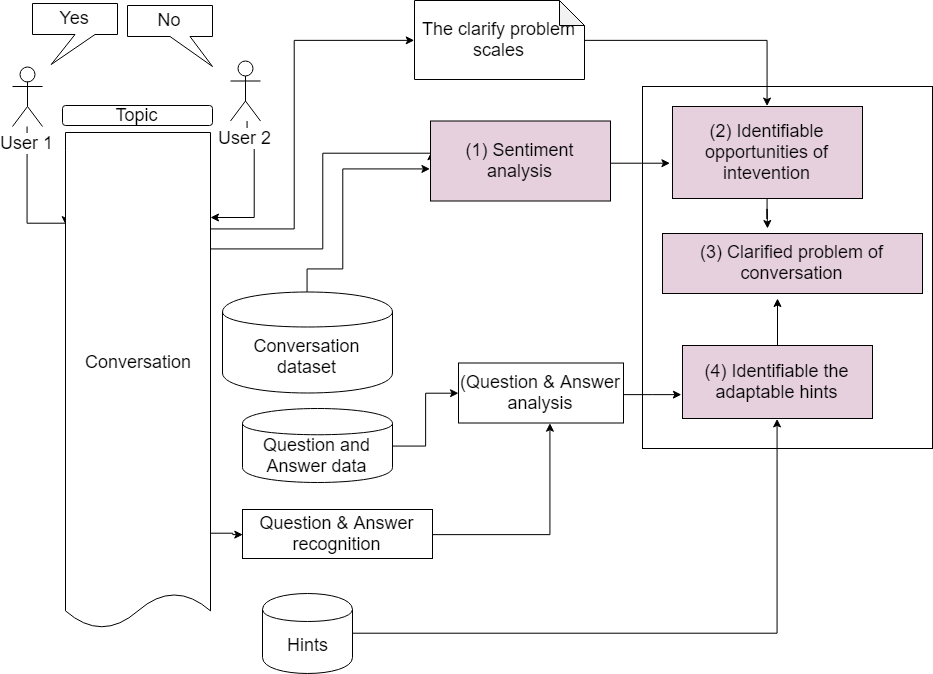 Yes
No
The clarify problem
scales
Topic
User 1
User 2
(1) Sentiment
analysis
(2) Identifiable
opportunities of
intevention
(3) Clarified problem of
conversation
Conversation
Conversation
dataset
(Question & Answer
analysis
(4) Identifiable the
adaptable hints
Question and
Answer data
Question & Answer
recognition
Hints